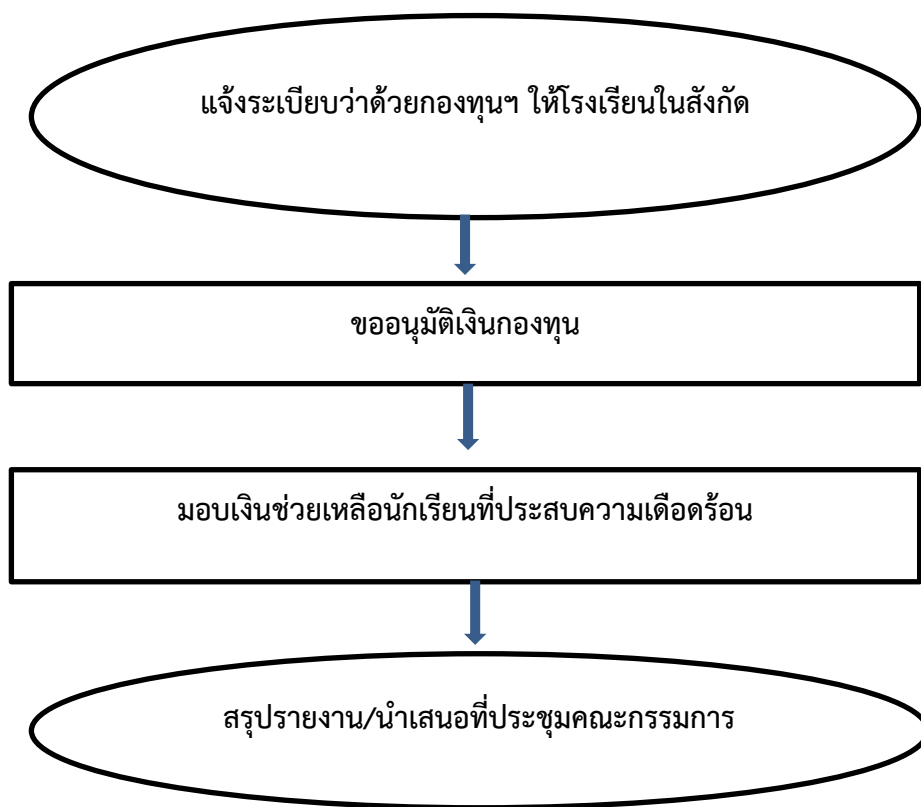 แจ้งระเบียบว่าด้วยกองทุนฯ ให้โรงเรียนในสังกัด
ขออนุมัติเงินกองทุน
มอบเงินช่วยเหลือนักเรียนที่ประสบความเดือดร้อน
สรุปรายงาน/นำเสนอที่ประชุมคณะกรรมการ